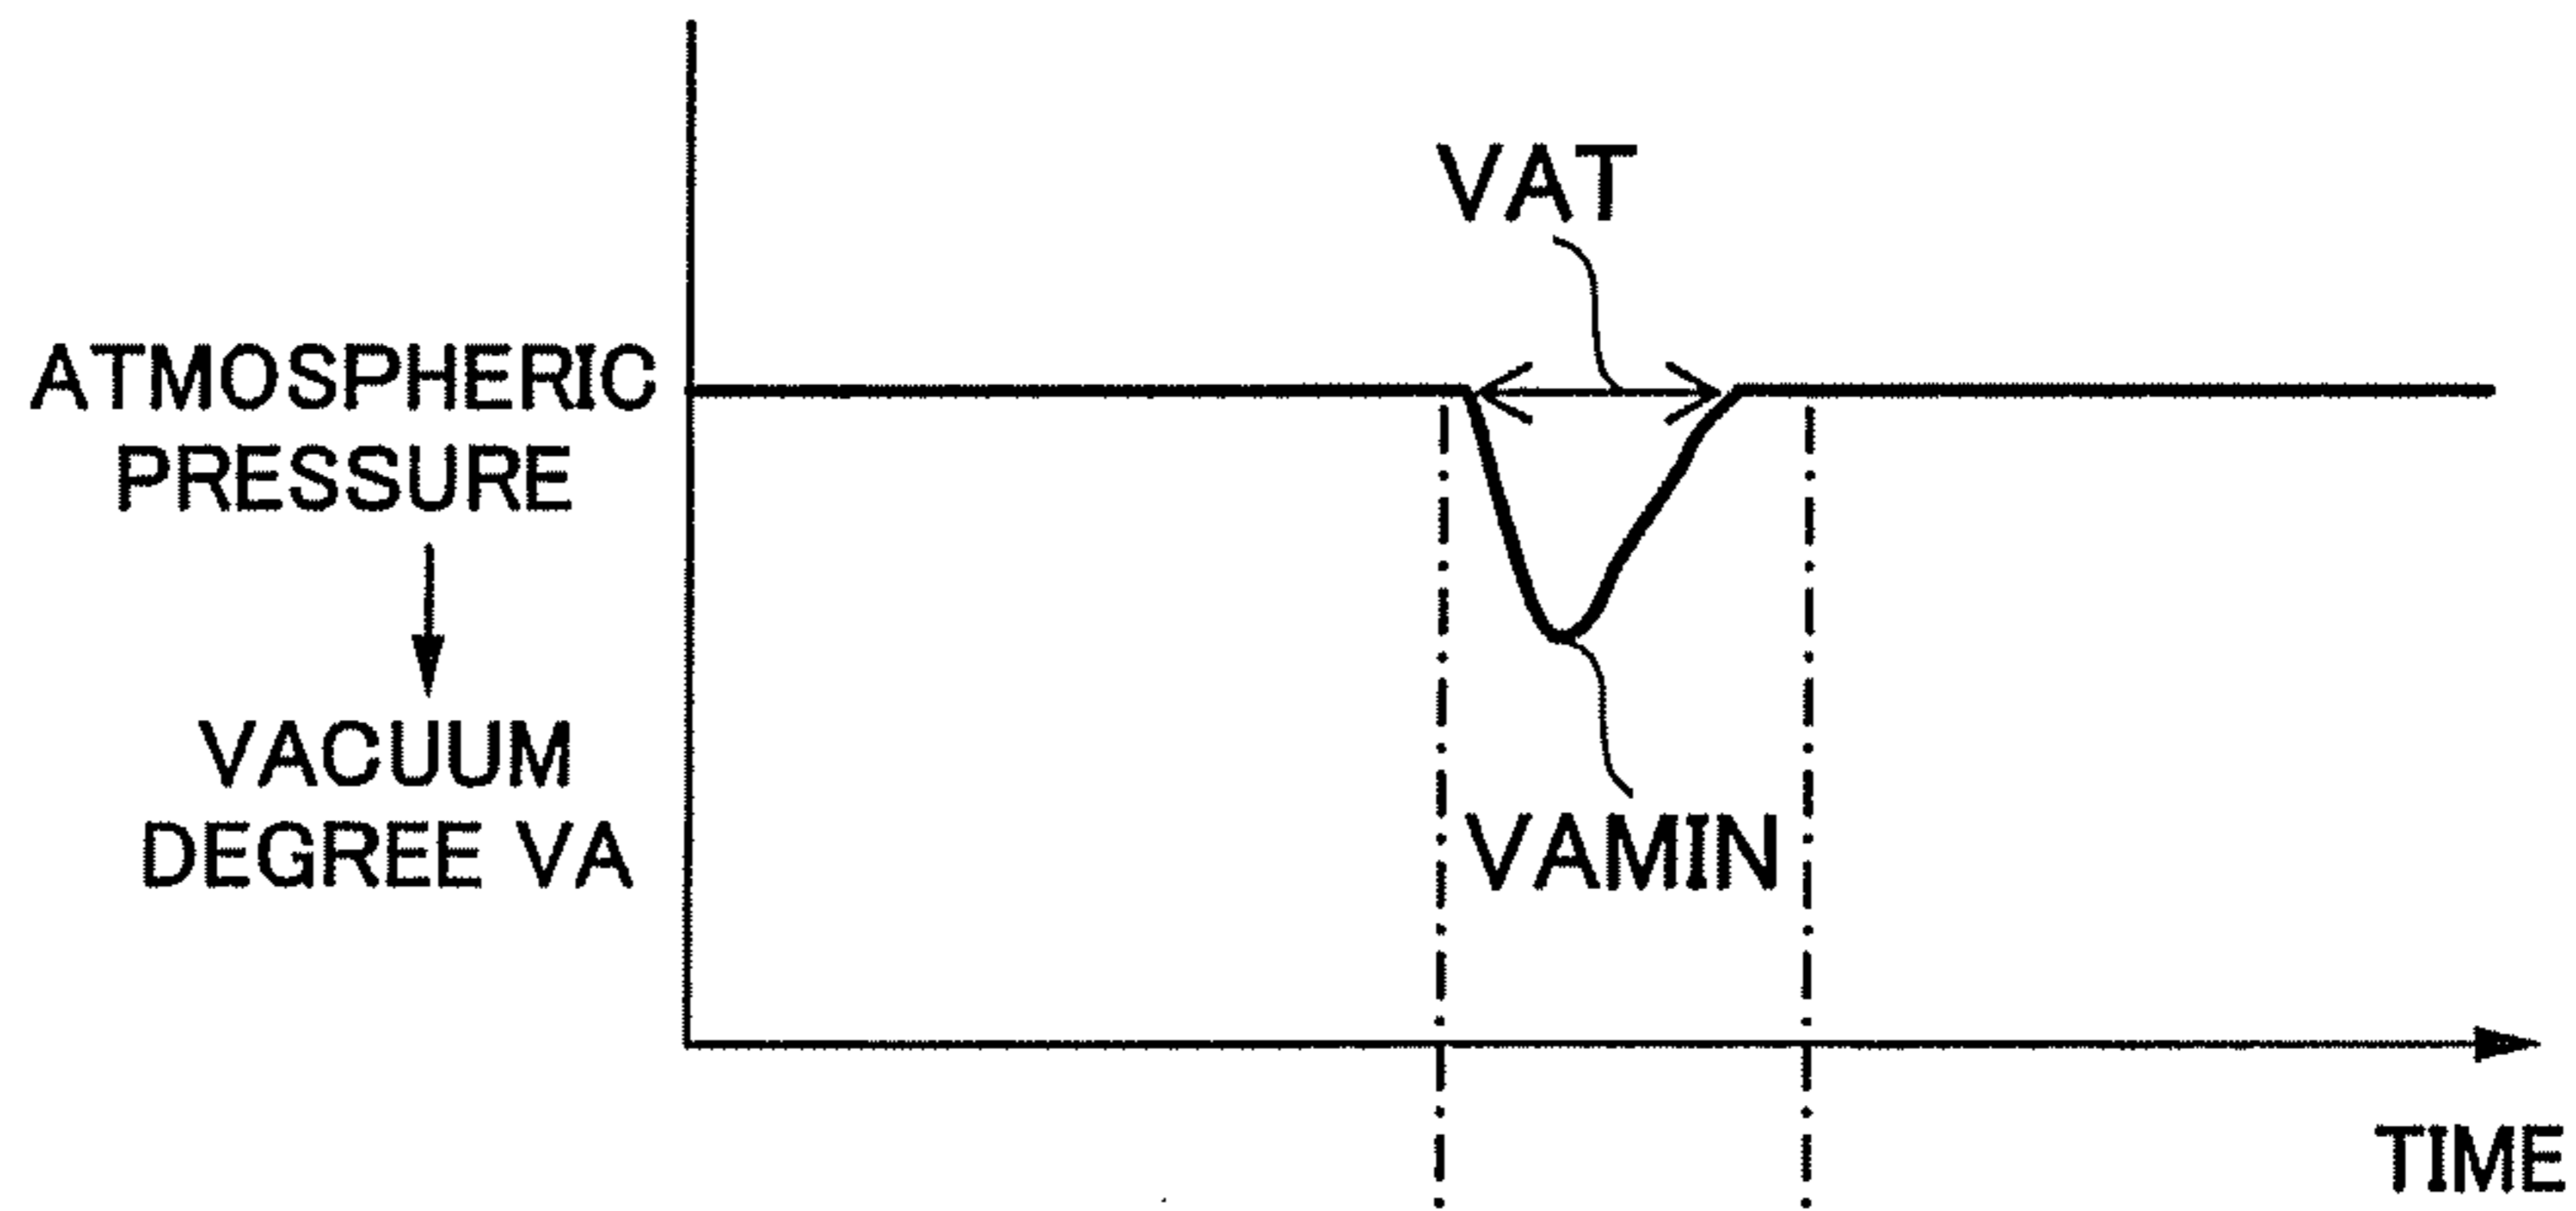 VAT
ATMOSPHERIC
PRESSURE
VACUUM
DEGREE VA
VAMIN
TIME